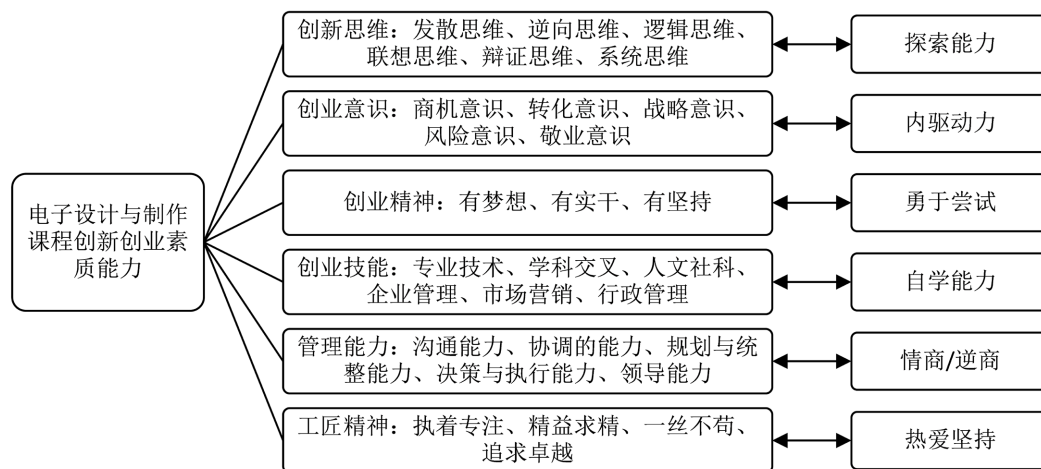 电子设计与制作
课程创新创业素
质能力
创新思维：发散思维、逆向思维、逻辑思维、
联想思维、辩证思维、系统思维
探索能力
创业意识：商机意识、转化意识、战略意识、
风险意识、敬业意识
内驱动力
创业精神：有梦想、有实干、有坚持
勇于尝试
创业技能：专业技术、学科交叉、人文社科、
企业管理、市场营销、行政管理
自学能力
管理能力：沟通能力、协调的能力、规划与统
整能力、决策与执行能力、领导能力
情商/逆商
工匠精神：执着专注、精益求精、一丝不苟、
追求卓越
热爱坚持